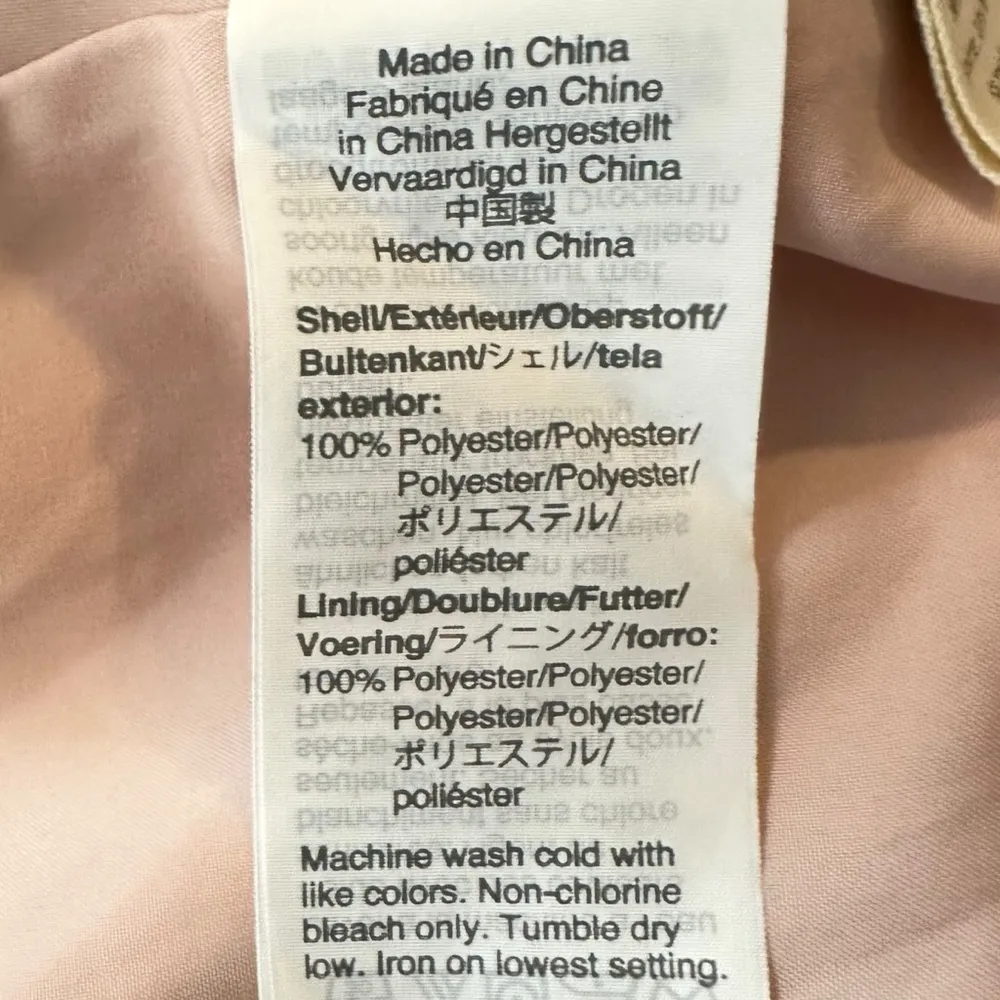 Made in China
Fabriqué en Chine
in China Hergestellt
Vervaardigd in China
中国製
Hecho en China
Shell/Extérieur/Oberstoff/
Buitenkant/シェル/tela
exterior:
100% Polyester/Polyester/
Polyester/Polyester/
ポリエステル/
poliéster
Lining/Doublure/Futter/
Voering/ライニング/forro:
100% Polyester/Polyester/
Polyester/Polyester/
ポリエステル/
poliéster
Machine wash cold with
like colors. Non-chlorine
bleach only. Tumble dry
low. Iron on lowest setting.